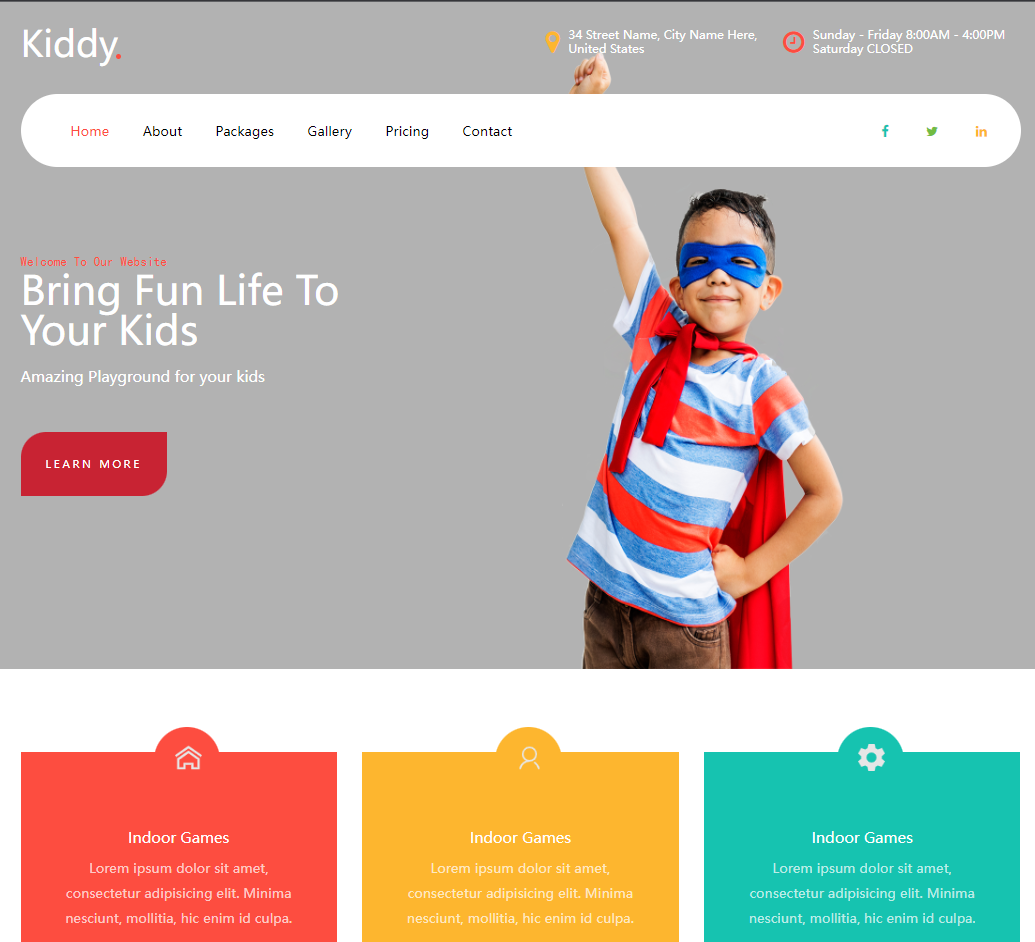 Kiddy.
34 Street Name, City Name Here,
United States
Sunday - Friday 8:00AM - 4:00PM
Saturday CLOSED
Home About Packages Gallery Pricing Contact
Welcome To Our Website
Bring Fun Life To
Your Kids
Amazing Playground for your kids
LEARN MORE
Indoor Games
Lorem ipsum dolor sit amet,
consectetur adipisicing elit. Minima
nesciunt, mollitia, hic enim id culpa.
Indoor Games
Lorem ipsum dolor sit amet,
consectetur adipisicing elit. Minima
nesciunt, mollitia, hic enim id culpa.
Indoor Games
Lorem ipsum dolor sit amet,
consectetur adipisicing elit. Minima
nesciunt, mollitia, hic enim id culpa.